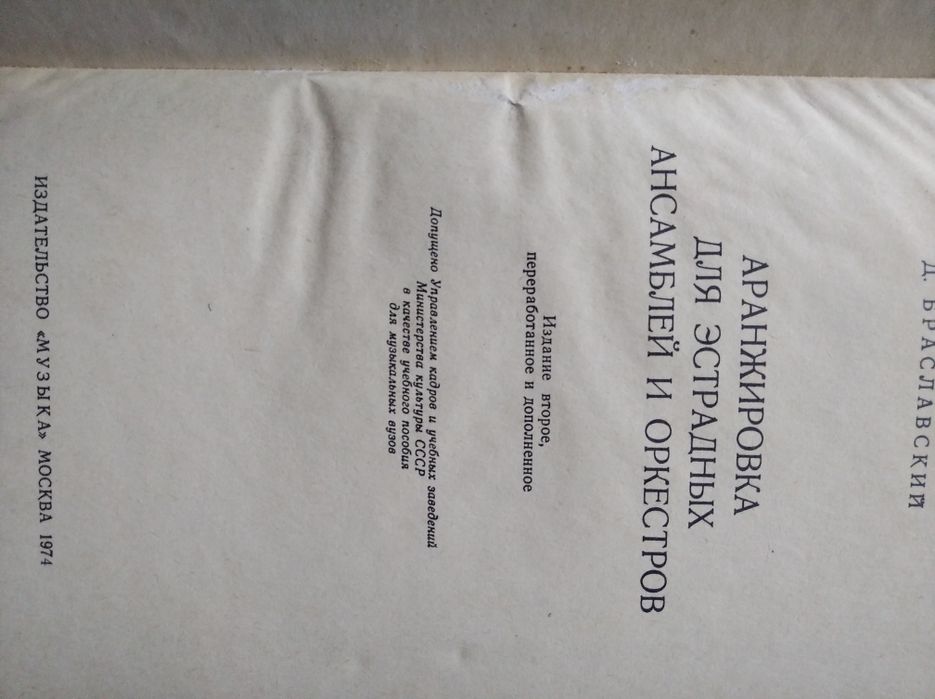 Д. БРАСЛАВСКИЙ
АРАНЖИРОВКА
ДЛЯ ЭСТРАДНЫХ
АНСАМБЛЕЙ И ОРКЕСТРОВ
Издание второе,
переработанное и дополненное
Допущено Управлением кадров и учебных заведений
Министерства культуры СССР
в качестве учебного пособия
для музыкальных вузов
ИЗДАТЕЛЬСТВО «МУЗЫКА» МОСКВА 1974